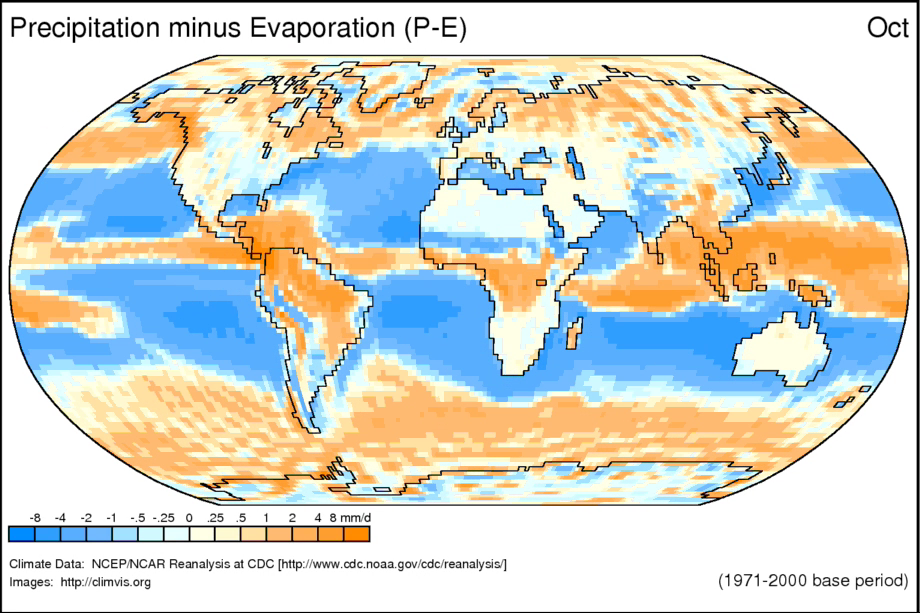 Precipitation minus Evaporation (P-E)
Oct
-8 -4 -2 -1 -.5 -.25 0 .25 .5 1 2 4 8 mm/d
Climate Data: NCEP/NCAR Reanalysis at CDC [http://www.cdc.noaa.gov/cdc/reanalysis/]
Images: http://climvis.org
(1971-2000 base period)